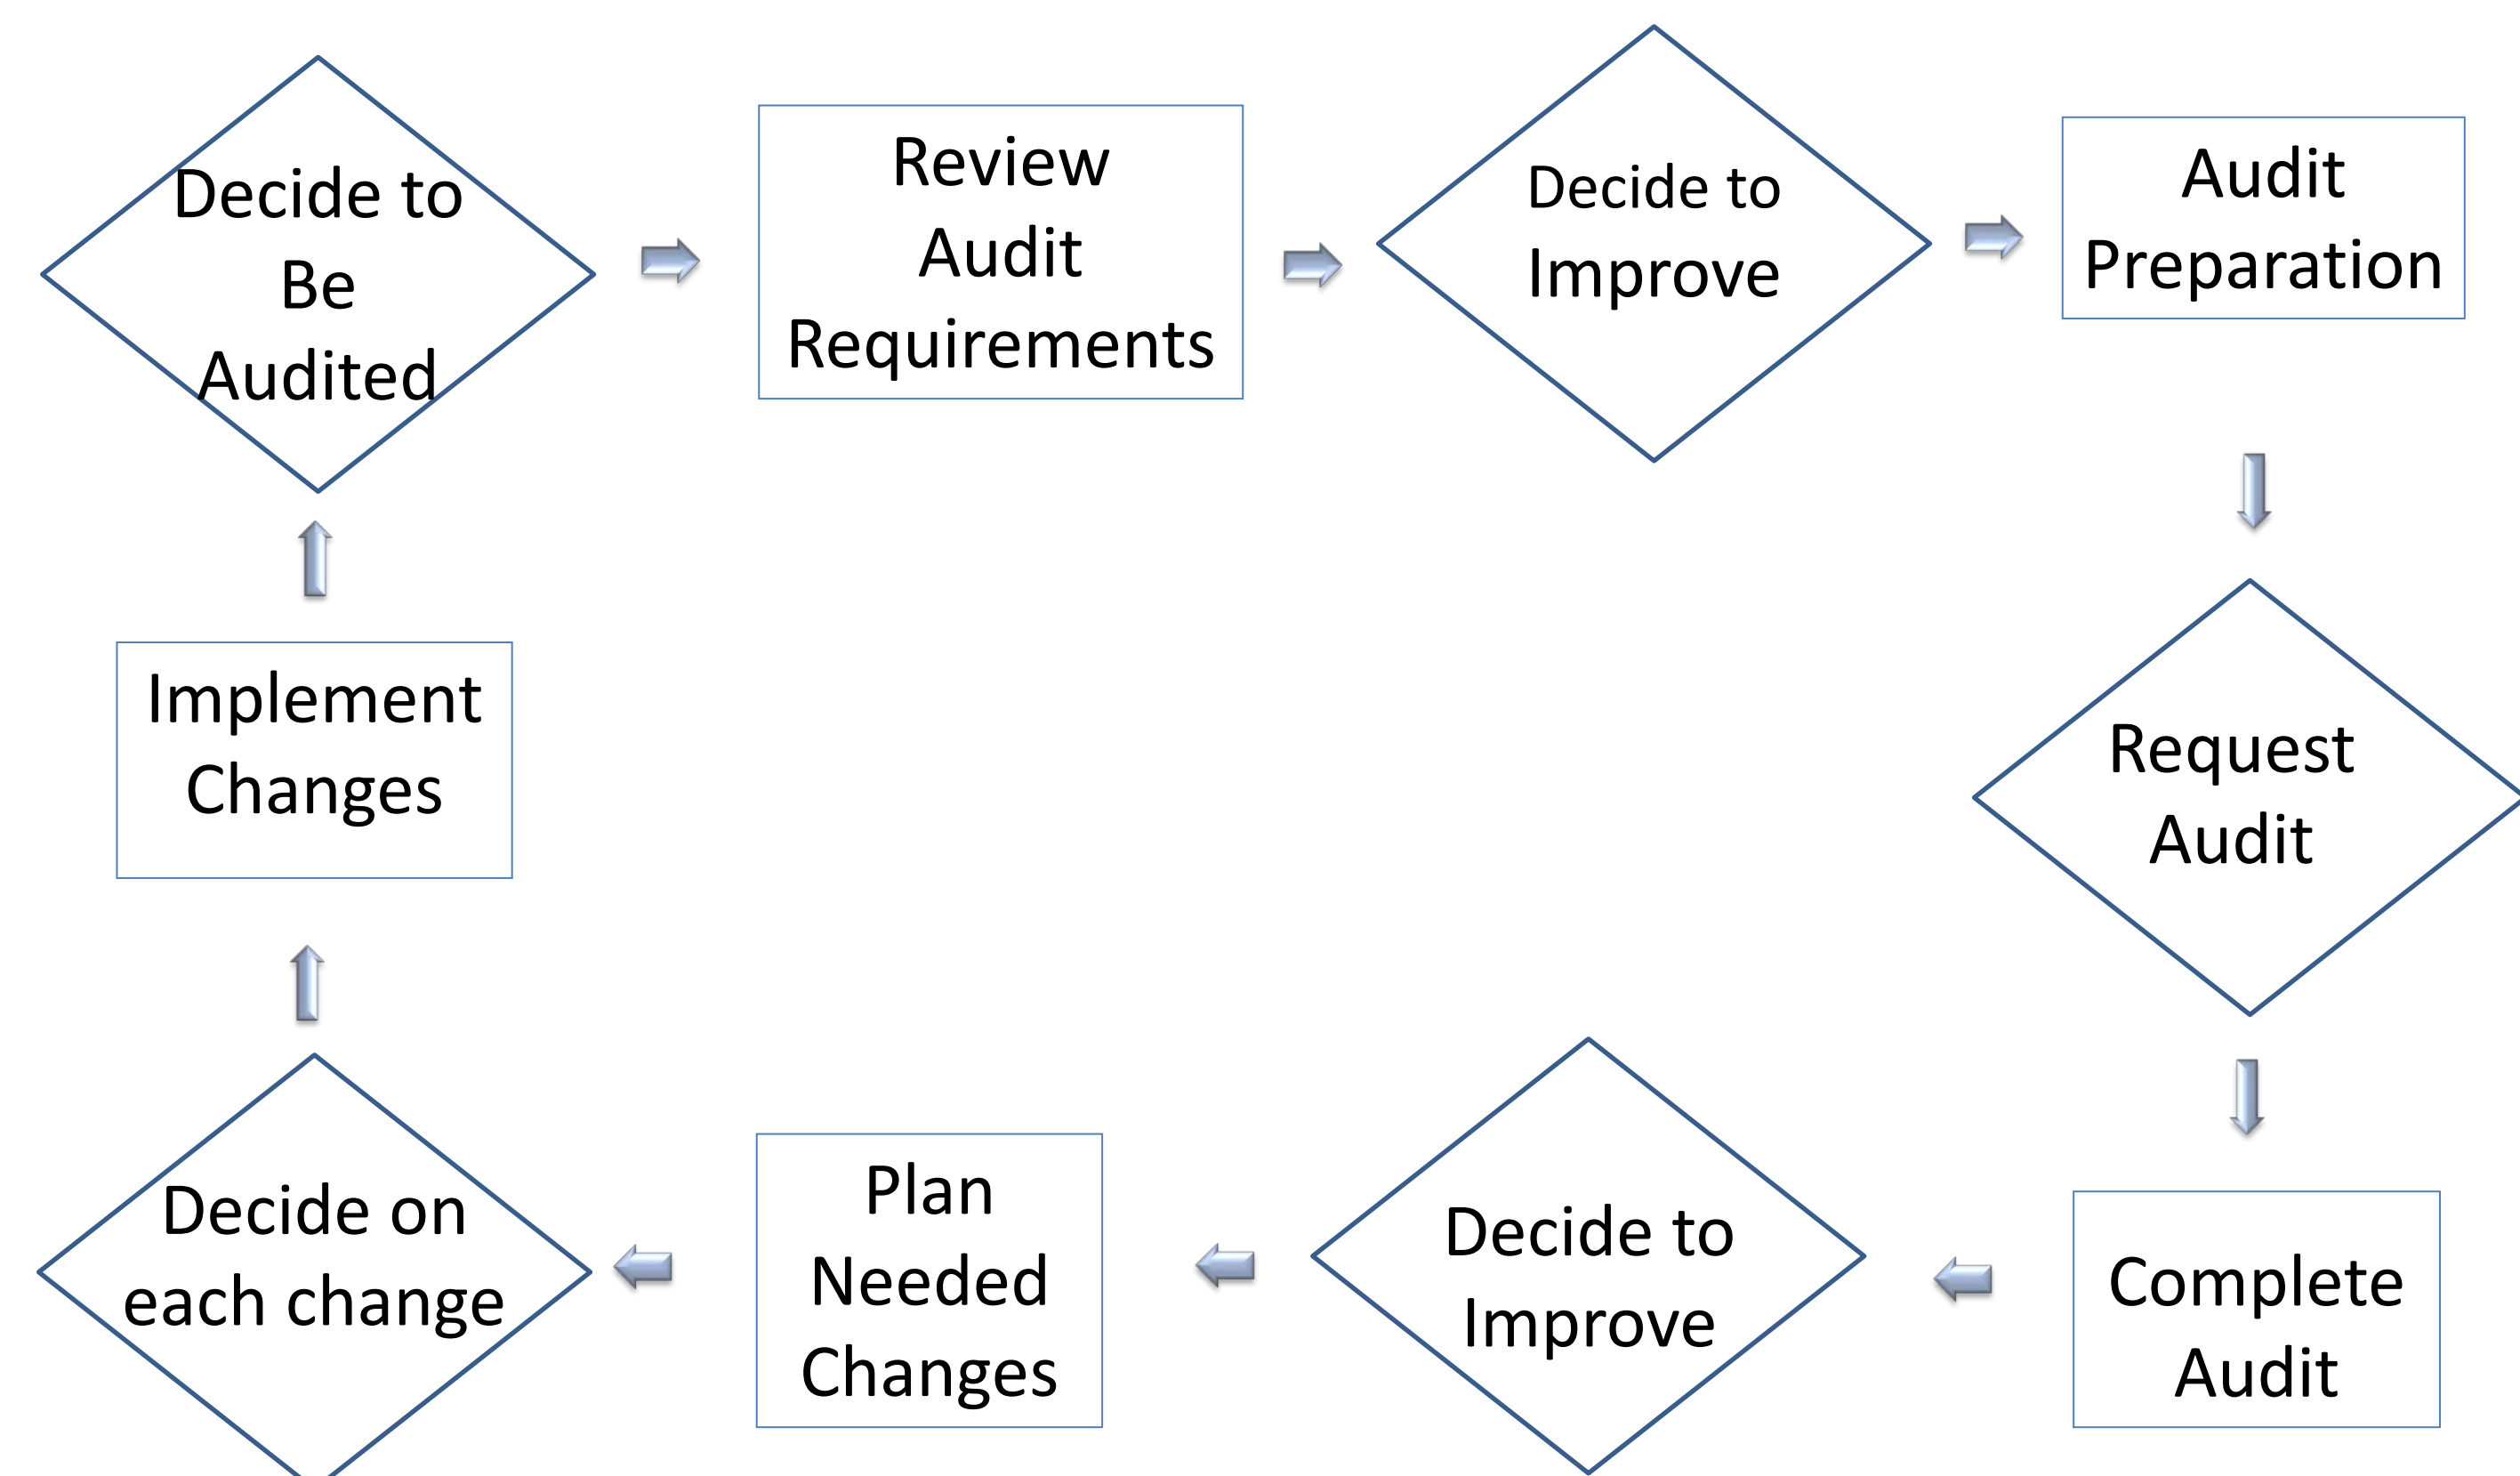 Decide to
Be
Audited
Review
Audit
Requirements
Decide to
Improve
Audit
Preparation
Request
Audit
Complete
Audit
Decide to
Improve
Plan
Needed
Changes
Decide on
each change
Implement
Changes